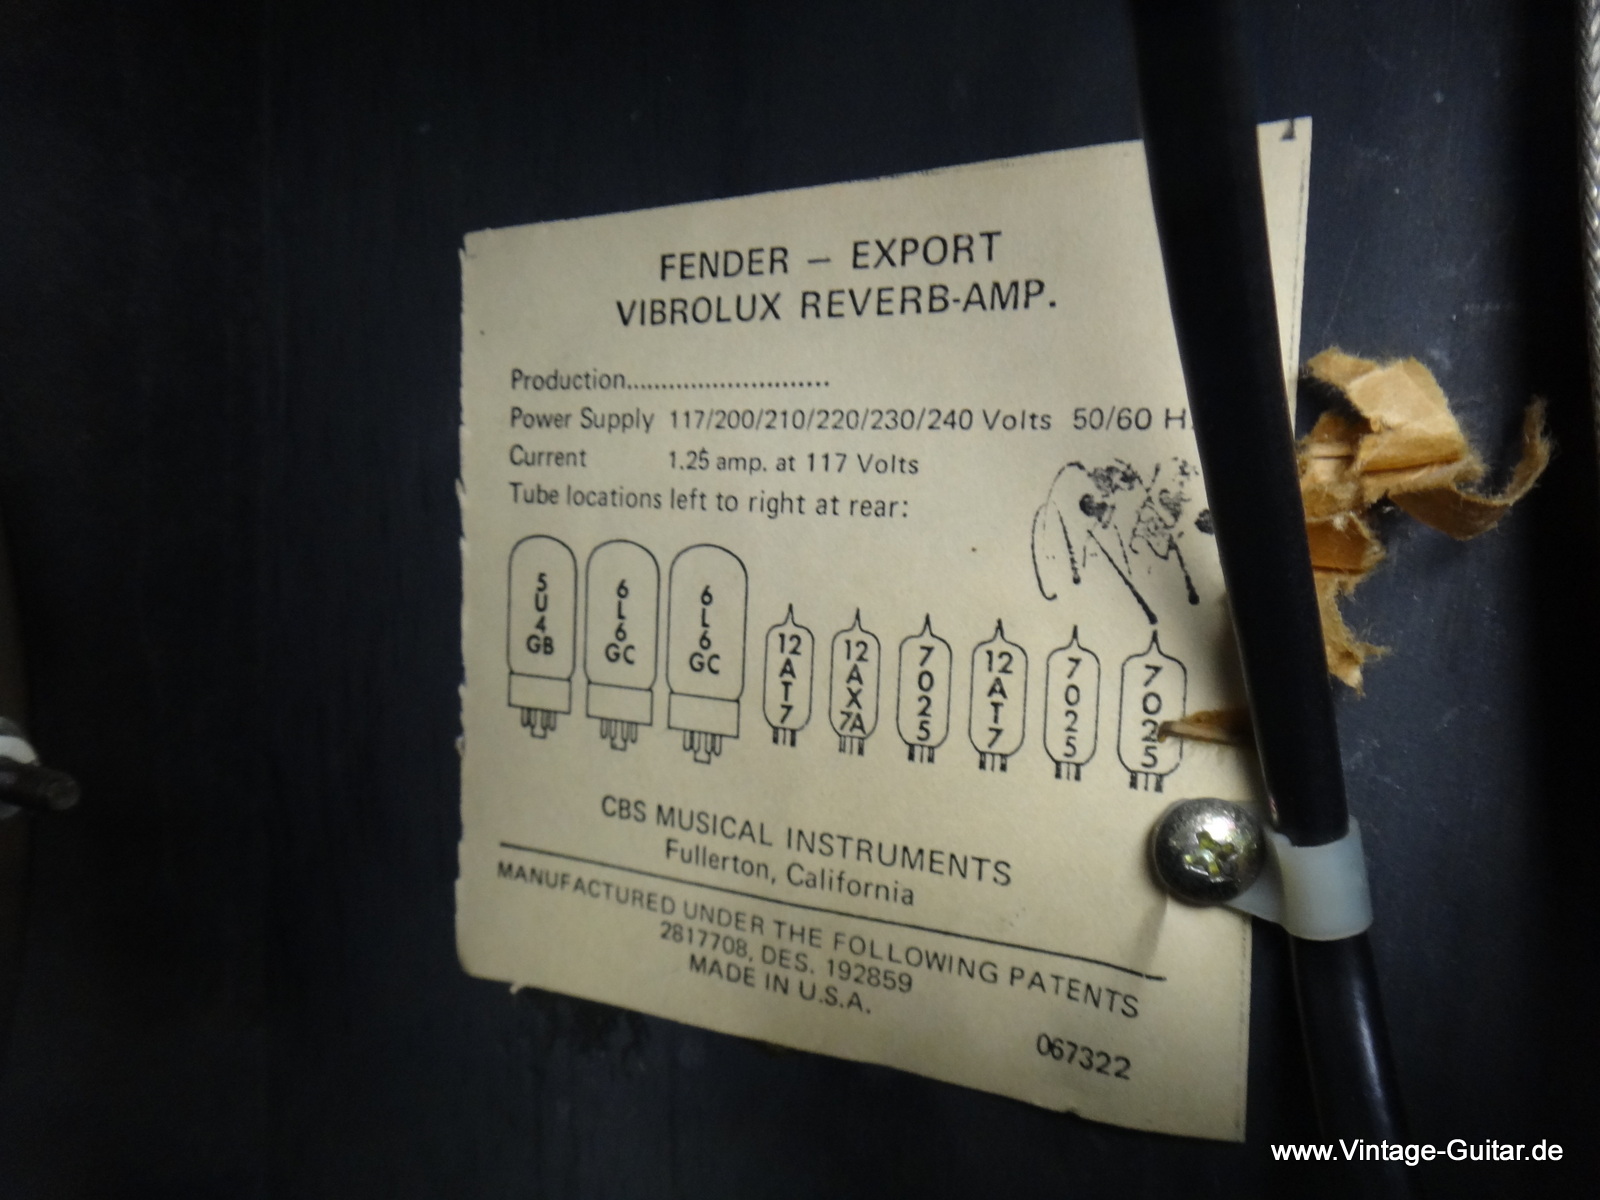 FENDER – EXPORT
VIBROLUX REVERB-AMP.
Production..............................
Power Supply 117/200/210/220/230/240 Volts 50/60 H
Current 1.25 amp. at 117 Volts
Tube locations left to right at rear:
5U4GB 6L6GC 6L6GC 12AT7 12AX7A 7025 12AT7 7025 7025
CBS MUSICAL INSTRUMENTS
Fullerton, California
MANUFACTURED UNDER THE FOLLOWING PATENTS
2817708, DES. 192859
MADE IN U.S.A.
067322
www.Vintage-Guitar.de